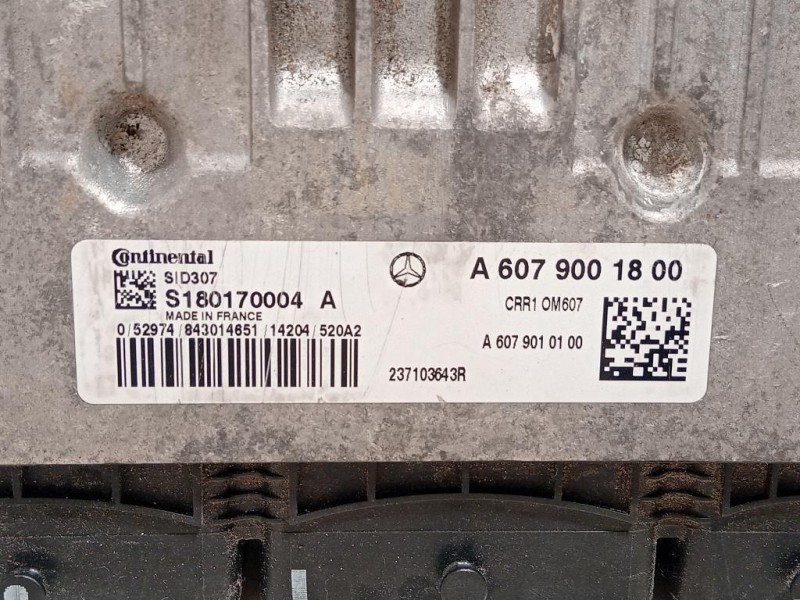 Continental
SID307
S180170004 A
MADE IN FRANCE
0/52974/843014651/14204/520A2
A 607 900 18 00
CRR1 OM607
A 607 901 01 00
237103643R